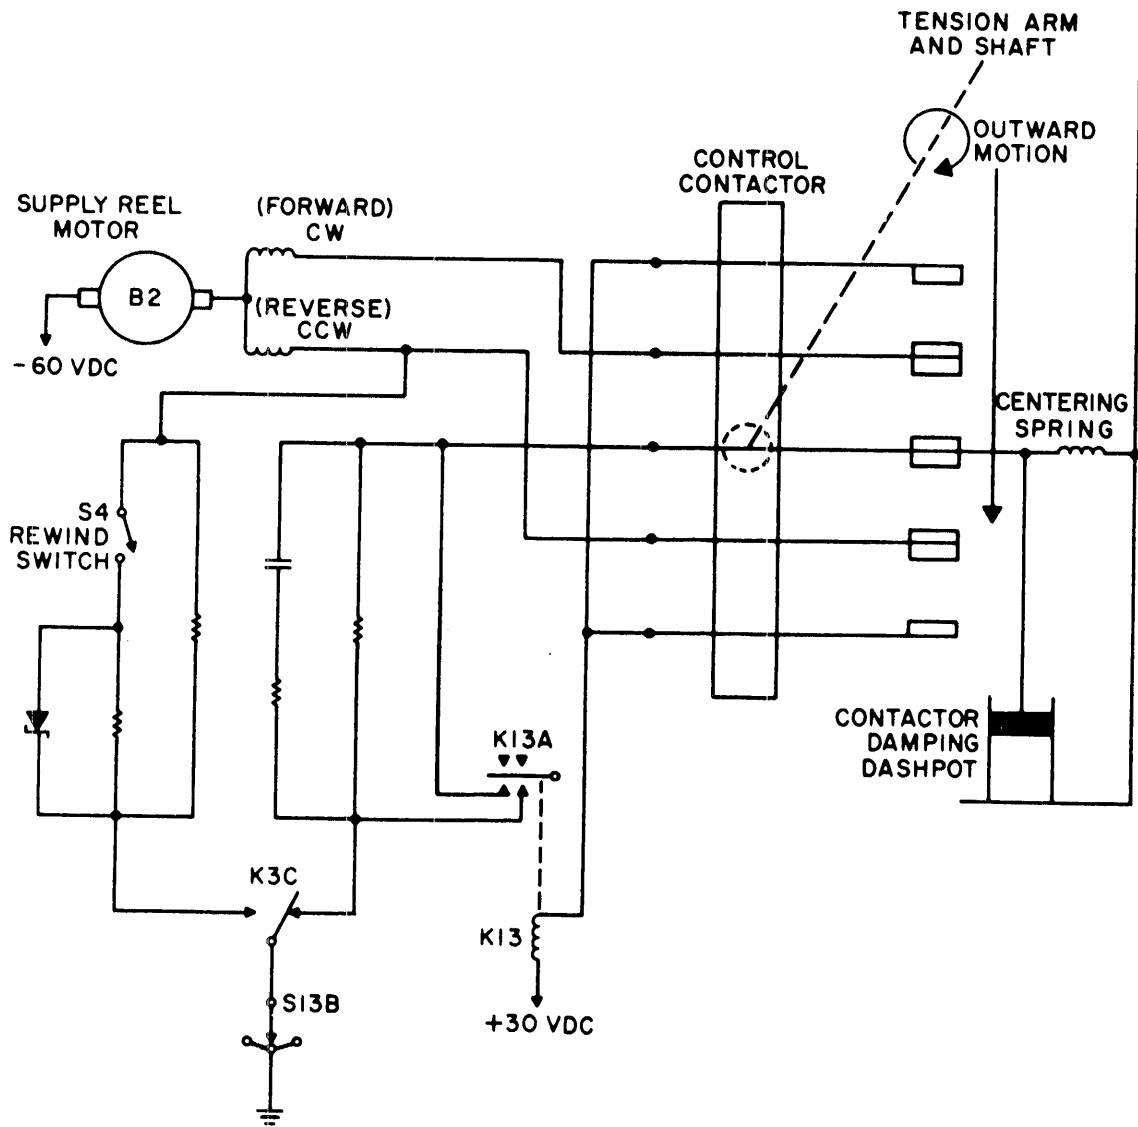 TENSION ARM
AND SHAFT
OUTWARD
MOTION
CONTROL
CONTACTOR
SUPPLY REEL
MOTOR
(FORWARD)
CW
B2
(REVERSE)
CCW
-60 VDC
CENTERING
SPRING
S4
REWIND
SWITCH
CONTACTOR
DAMPING
DASHPOT
K13A
K3C
K13
S13B
+30 VDC